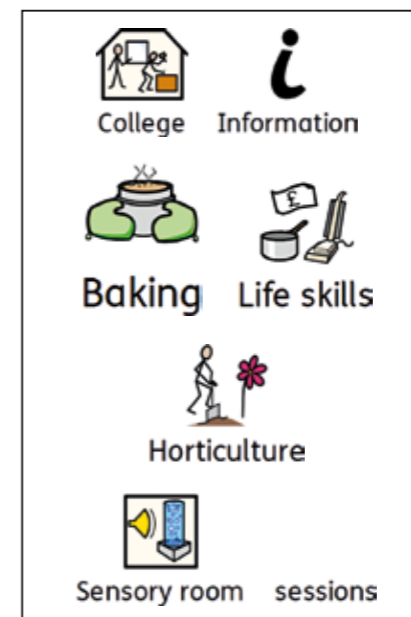 College Information
£
Baking Life skills
Horticulture
Sensory room sessions